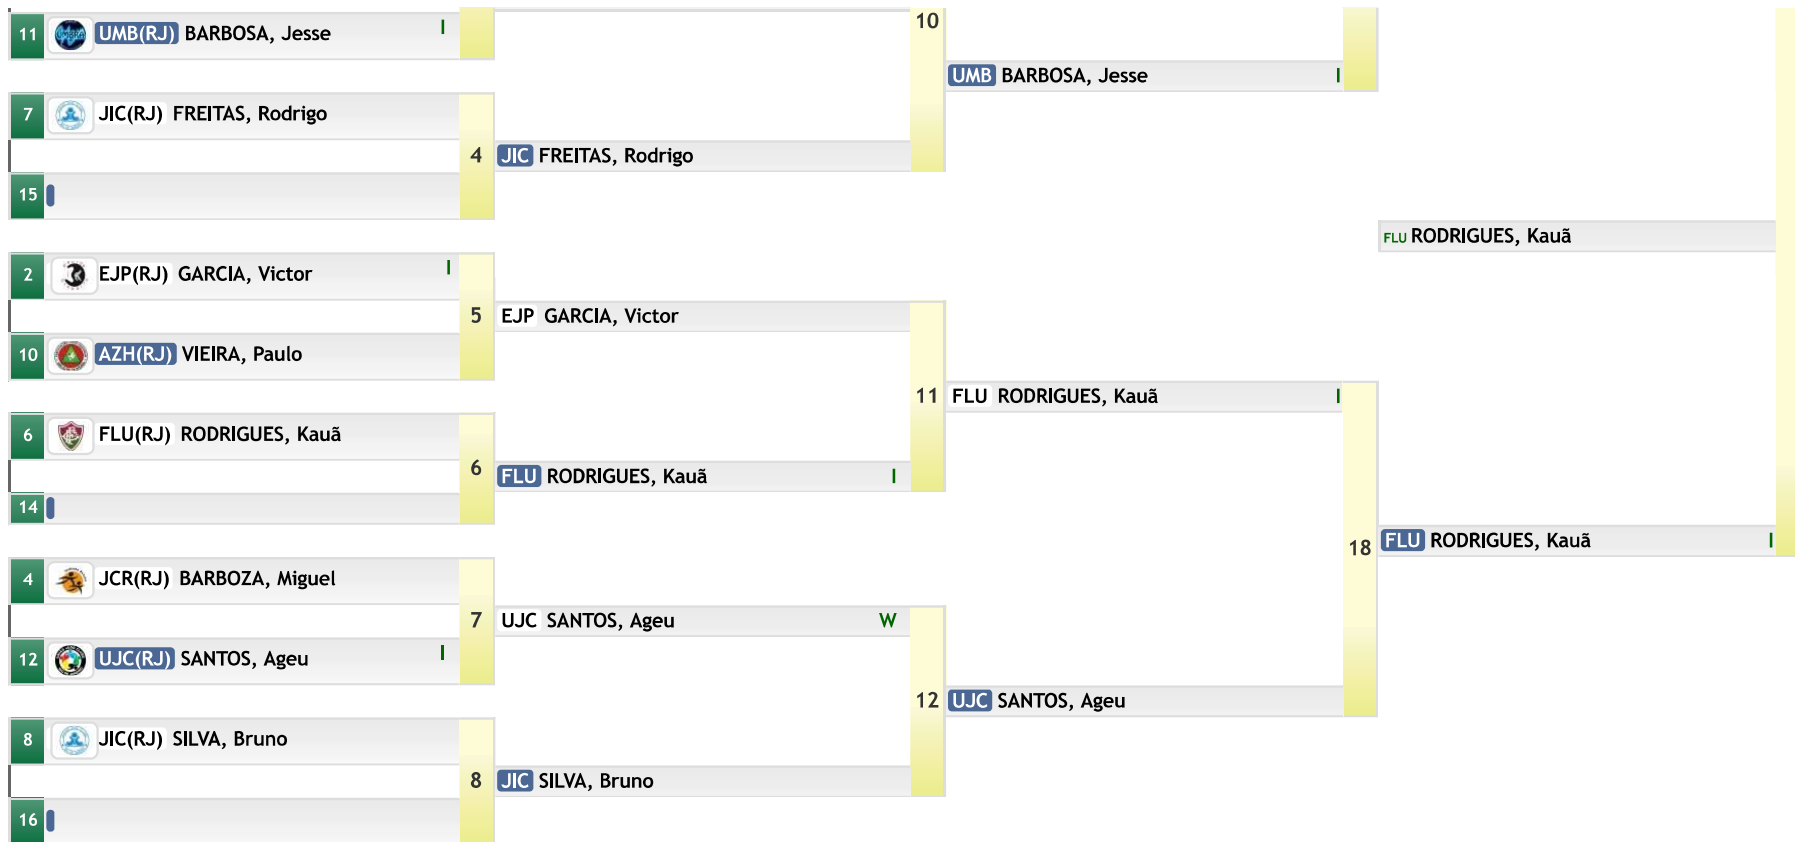 11 UMB(RJ) BARBOSA, Jesse I
10
UMB BARBOSA, Jesse I
7 JIC(RJ) FREITAS, Rodrigo
4 JIC FREITAS, Rodrigo
15
FLU RODRIGUES, Kauã
2 EJP(RJ) GARCIA, Victor I
5 EJP GARCIA, Victor
10 AZH(RJ) VIEIRA, Paulo
11 FLU RODRIGUES, Kauã I
6 FLU(RJ) RODRIGUES, Kauã
6 FLU RODRIGUES, Kauã I
14
18 FLU RODRIGUES, Kauã I
4 JCR(RJ) BARBOZA, Miguel
7 UJC SANTOS, Ageu W
12 UJC(RJ) SANTOS, Ageu I
12 UJC SANTOS, Ageu
8 JIC(RJ) SILVA, Bruno
8 JIC SILVA, Bruno
16